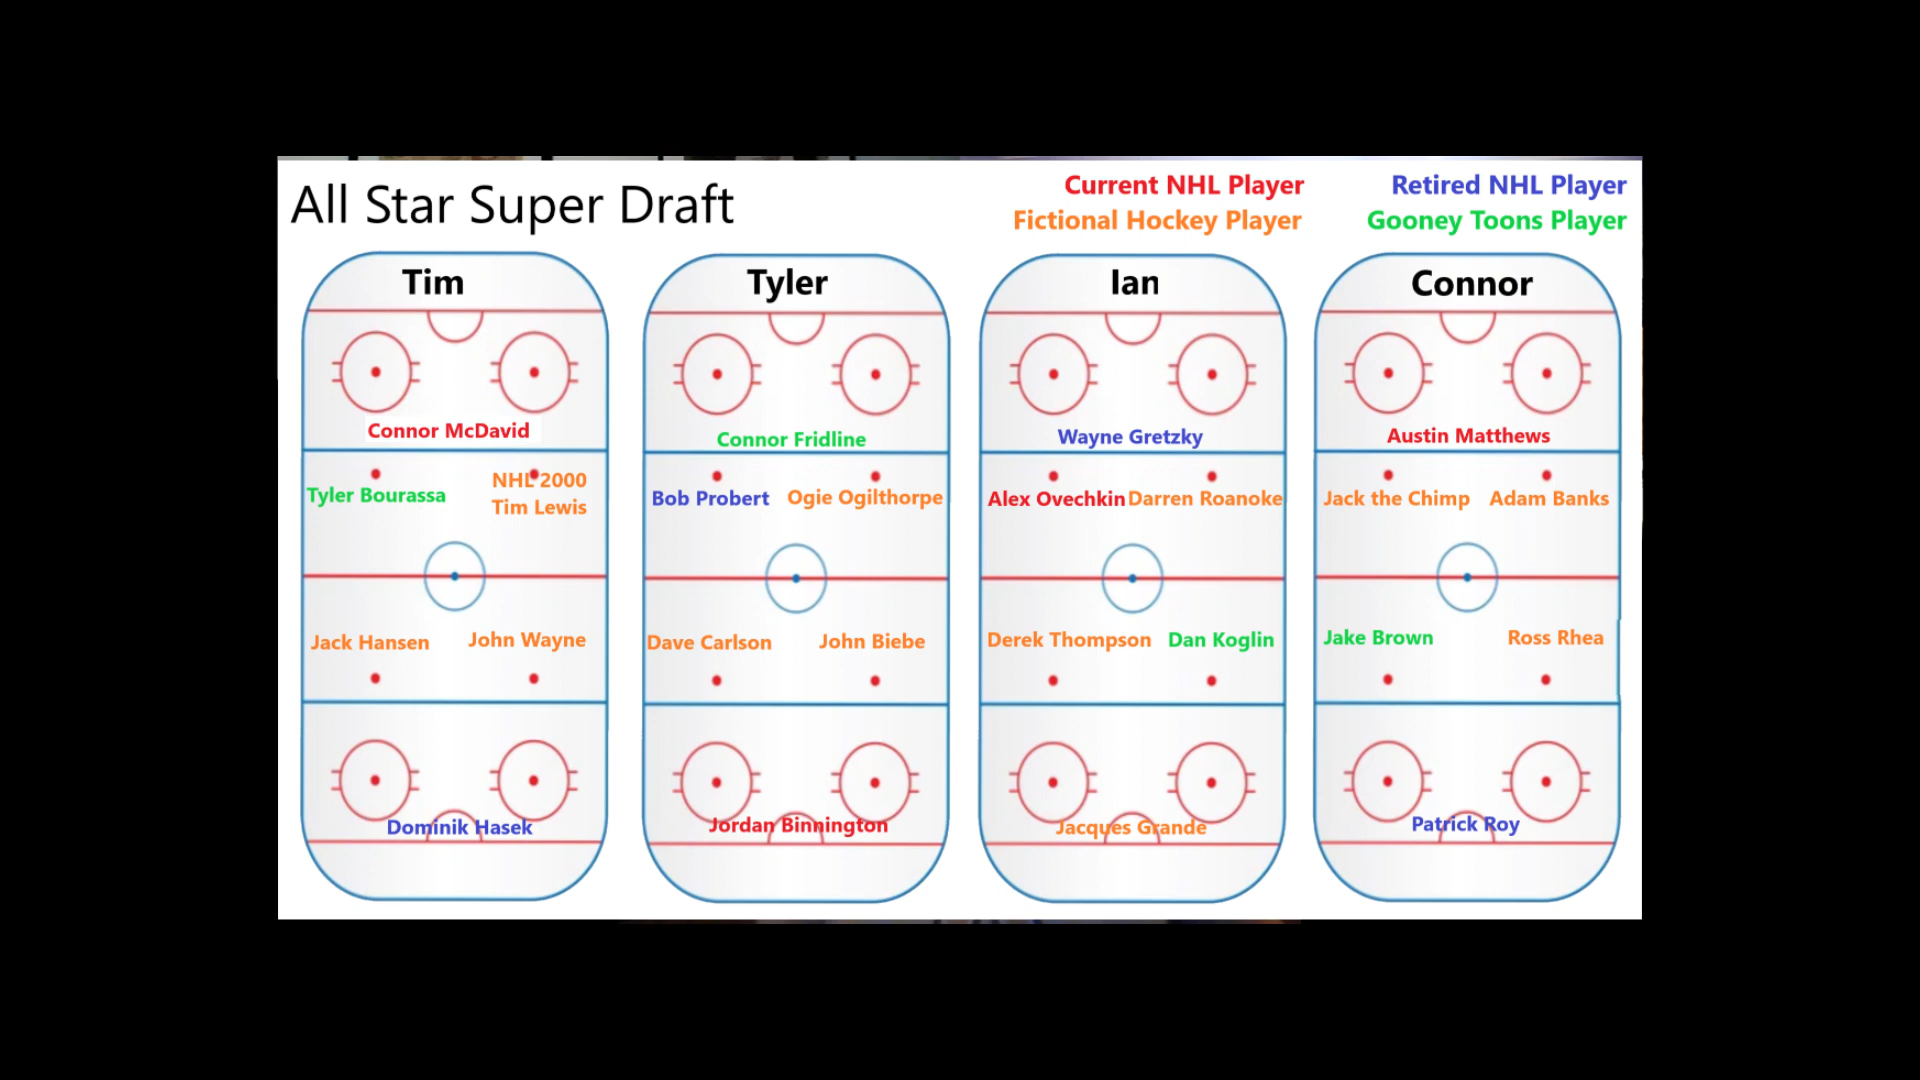 All Star Super Draft
Current NHL Player
Retired NHL Player
Fictional Hockey Player
Gooney Toons Player
Tim
Connor McDavid
Tyler Bourassa
NHL 2000
Tim Lewis
Jack Hansen
John Wayne
Dominik Hasek
Tyler
Connor Fridline
Bob Probert
Ogie Ogilthorpe
Dave Carlson
John Biebe
Jordan Binnington
Ian
Wayne Gretzky
Alex Ovechkin
Darren Roanoke
Derek Thompson
Dan Koglin
Jacques Grande
Connor
Austin Matthews
Jack the Chimp
Adam Banks
Jake Brown
Ross Rhea
Patrick Roy